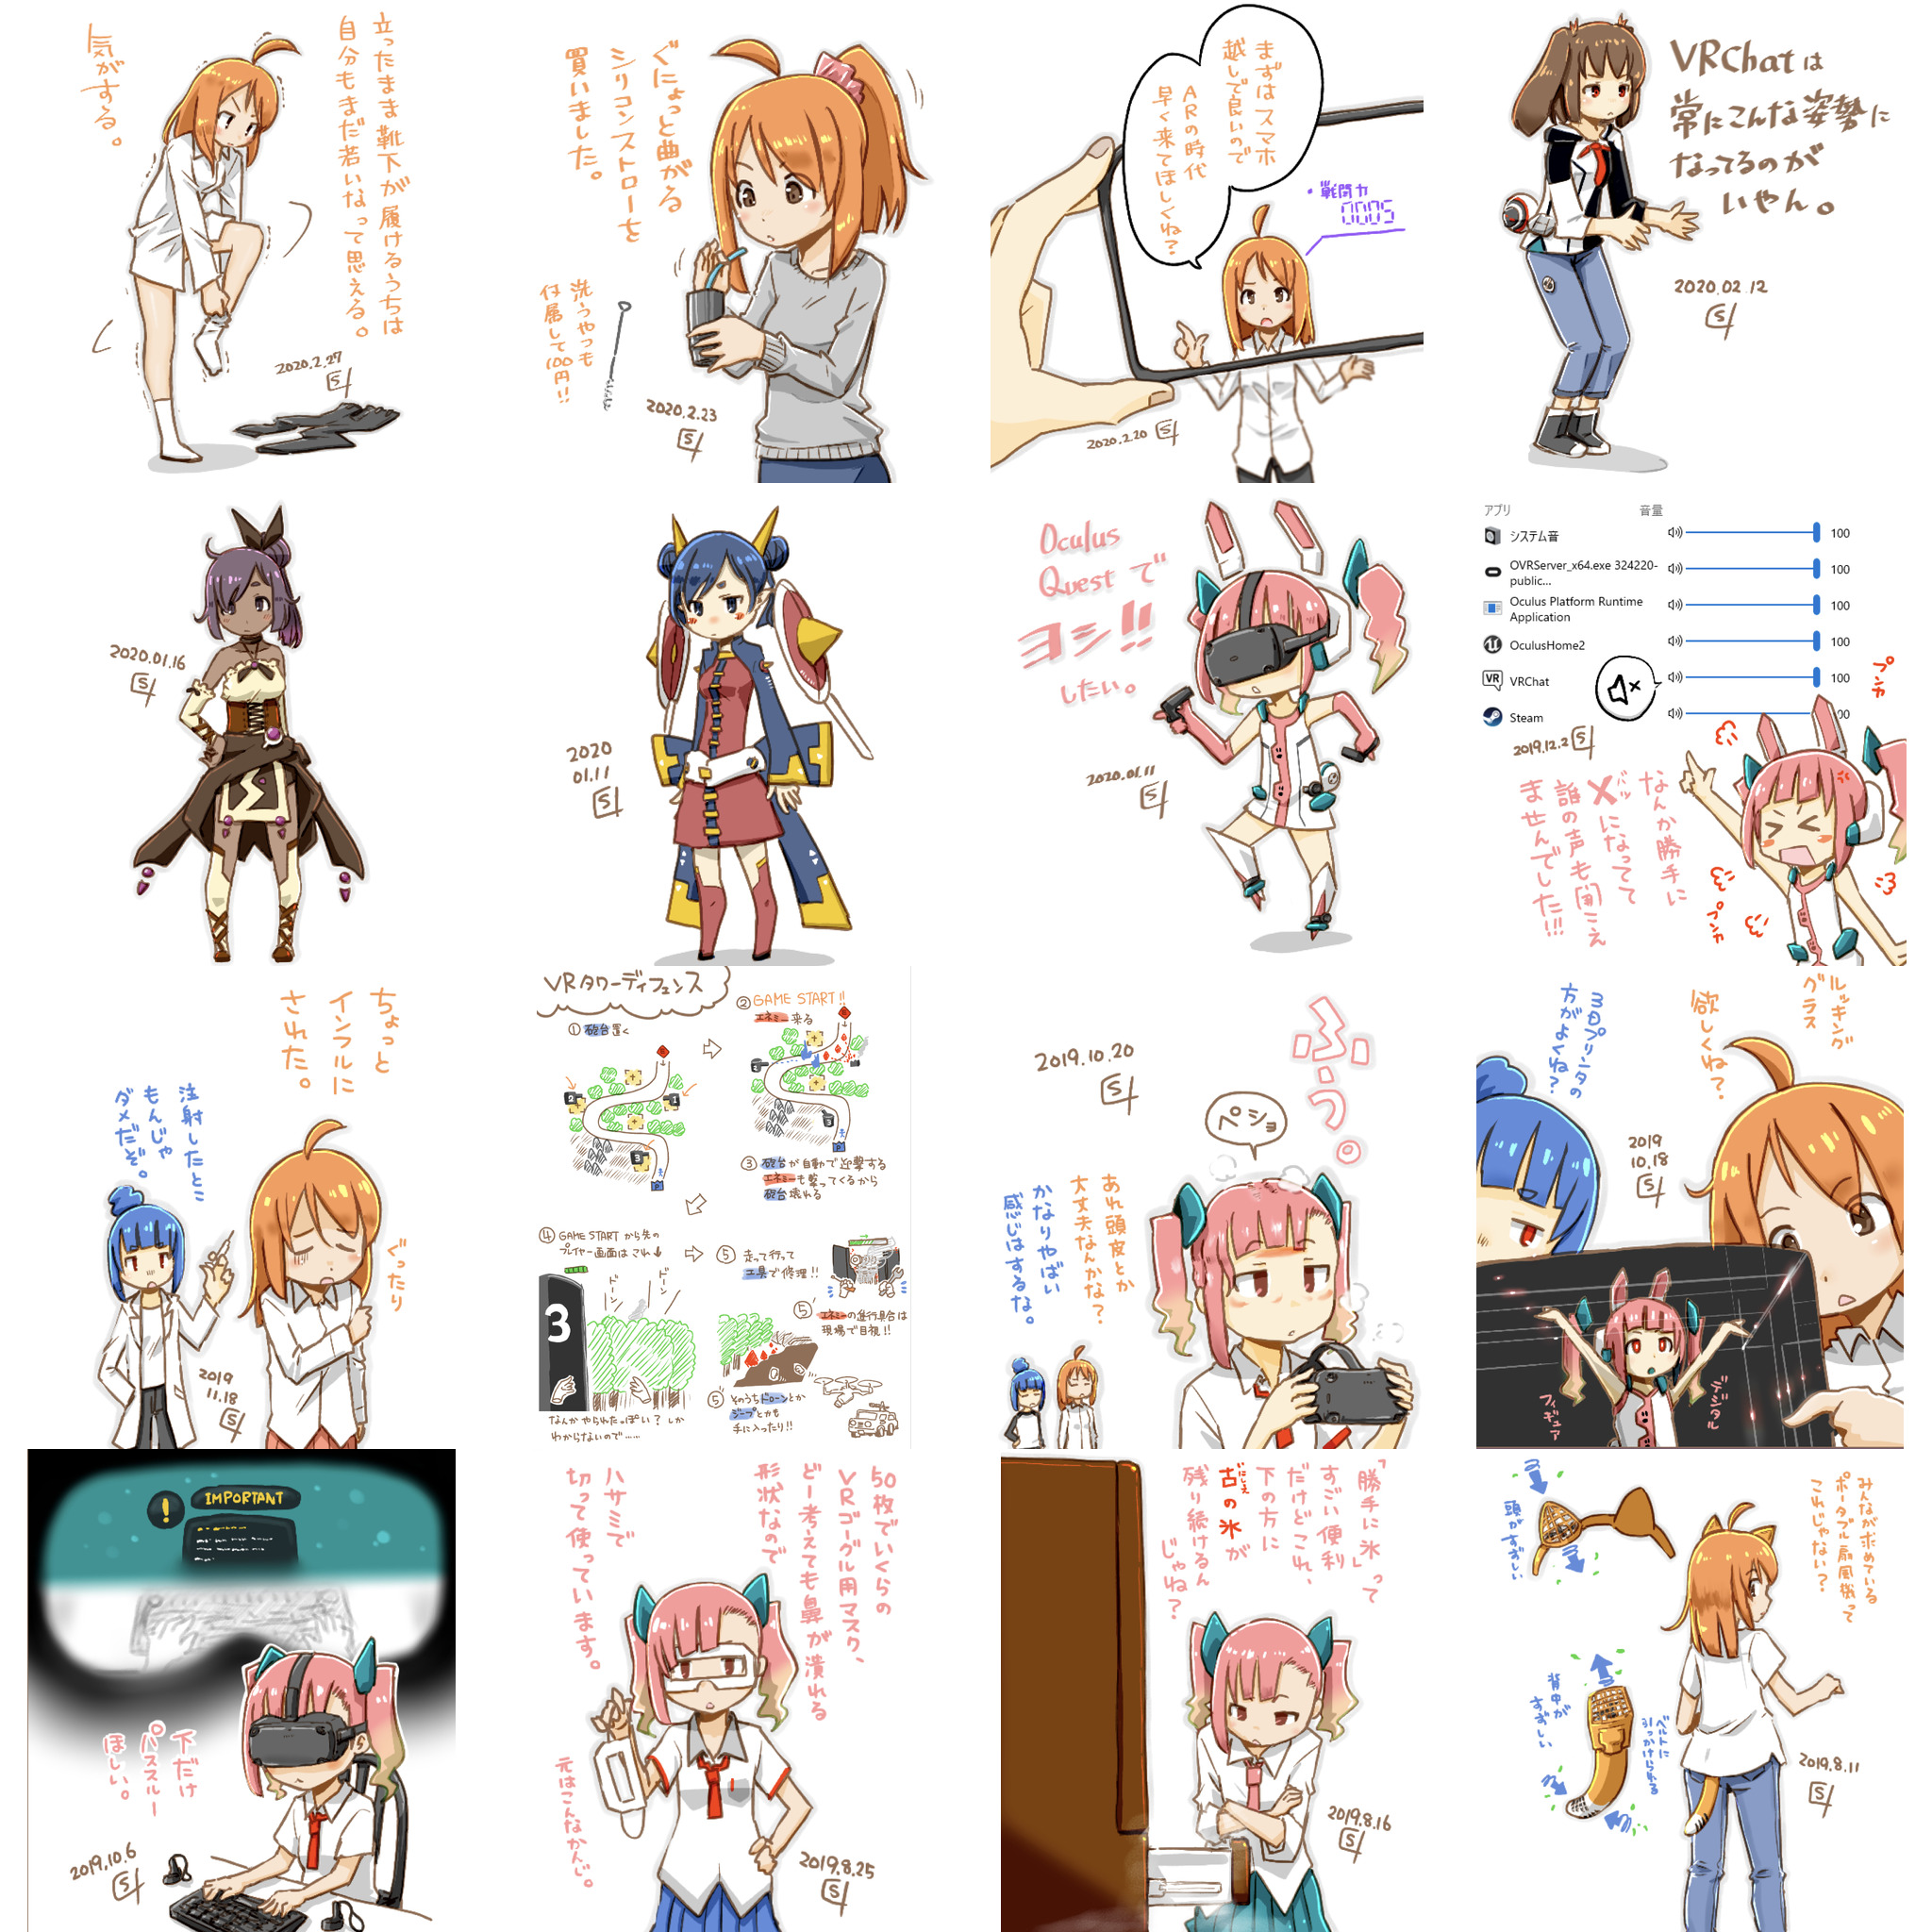 立ったまま靴下が履けるうちは
自分もまだ若いなって思える。
気がする。
2020.2.27
ぐにょっと曲がる
シリコンストローを
買いました。
洗うやつも
付属して100円!!
2020.2.23
まずはスマホ
越しで良いので
ARの時代
早く来てほしくね?
・戦闘力
0005
2020.2.20
VRChatは
常にこんな姿勢に
なってるのが
いやん。
2020.02.12
2020.01.16
2020
01.11
Oculus
Questで
ヨシ!!
したい。
2020.01.11
アプリ
音量
システム音
100
OVRServer_x64.exe 324220-
public...
100
Oculus Platform Runtime
Application
100
OculusHome2
100
VRChat
100
Steam
00
2019.12.2
プンカ
プンカ
なんか勝手に
×バッになってて
誰の声も聞こえ
ませんでした!!!
ちょっと
インフルに
された。
注射したとこ
もんじゃ
ダメだぞ。
ぐったり
2019
11.18
VRタワーディフェンス
① 砲台置く
② GAME START!!
エネミー来る
③ 砲台が自動で迎撃する
エネミーも撃ってくるから
砲台壊れる
④ GAME STARTから先の
プレイヤー画面はこれ↓
ドーン
ドーン
3
なんかやられたっぽい?しか
わからないので……
⑤ 走って行って
工具で修理!!
⑤ エネミーの進行具合は
現場で目視!!
⑤ そのうちドローンとか
ジープとかも
手に入ったり!!
2019.10.20
ふぅっ。
ペショ
あれ頭皮とか
大丈夫なんかな?
かなりやばい
感じはするな。
ルッキング
グラス
欲しくね?
3Dプリンタの
方がよくね?
2019
10.18
デジタル
フィギュア
! IMPORTANT
下だけ
パススルー
ほしい。
2019.10.6
50枚でいくらの
VRゴーグル用マスク、
どー考えても鼻が潰れる
形状なので
ハサミで
切って使っています。
元はこんなかんじ。
2019.8.25
「勝手に氷」って
すごい便利
だけどこれ、
下の方に
古の氷が
いにしえ
残り続けるん
じゃね?
2019.8.16
みんなが求めている
ポータブル扇風機って
これじゃない?
頭がすずしい
背中が
すずしい
ベルトに
引っかけられる
2019.8.11